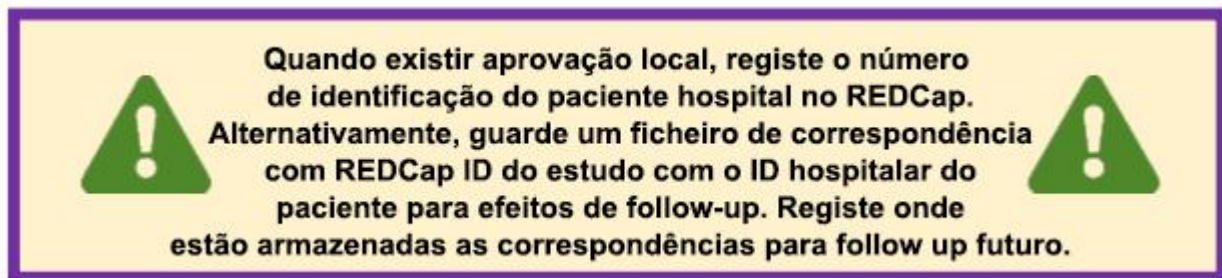 Quando existir aprovação local, registe o número
de identificação do paciente hospital no REDCap.
Alternativamente, guarde um ficheiro de correspondência
com REDCap ID do estudo com o ID hospitalar do
paciente para efeitos de follow-up. Registe onde
estão armazenadas as correspondências para follow up futuro.